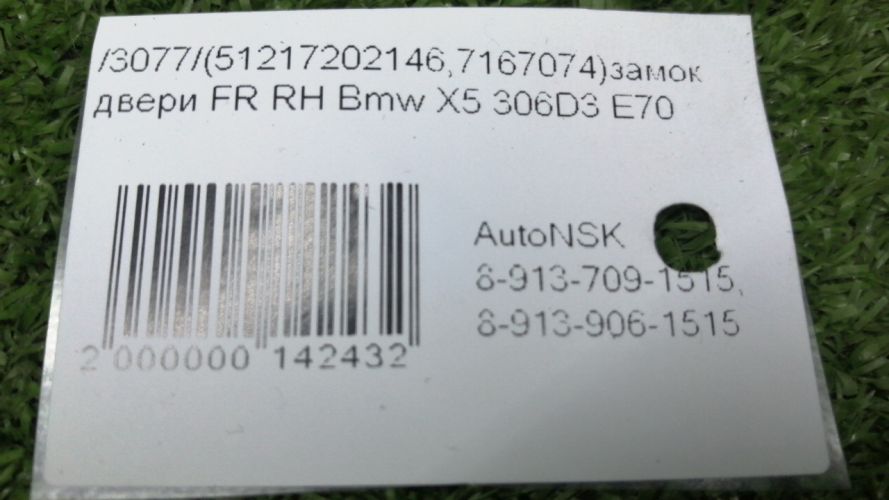 /3077/(51217202146,7167074)замок
двери FR RH Bmw X5 306D3 E70
AutoNSK
8-913-709-1515,
8-913-906-1515
2 000000 142432